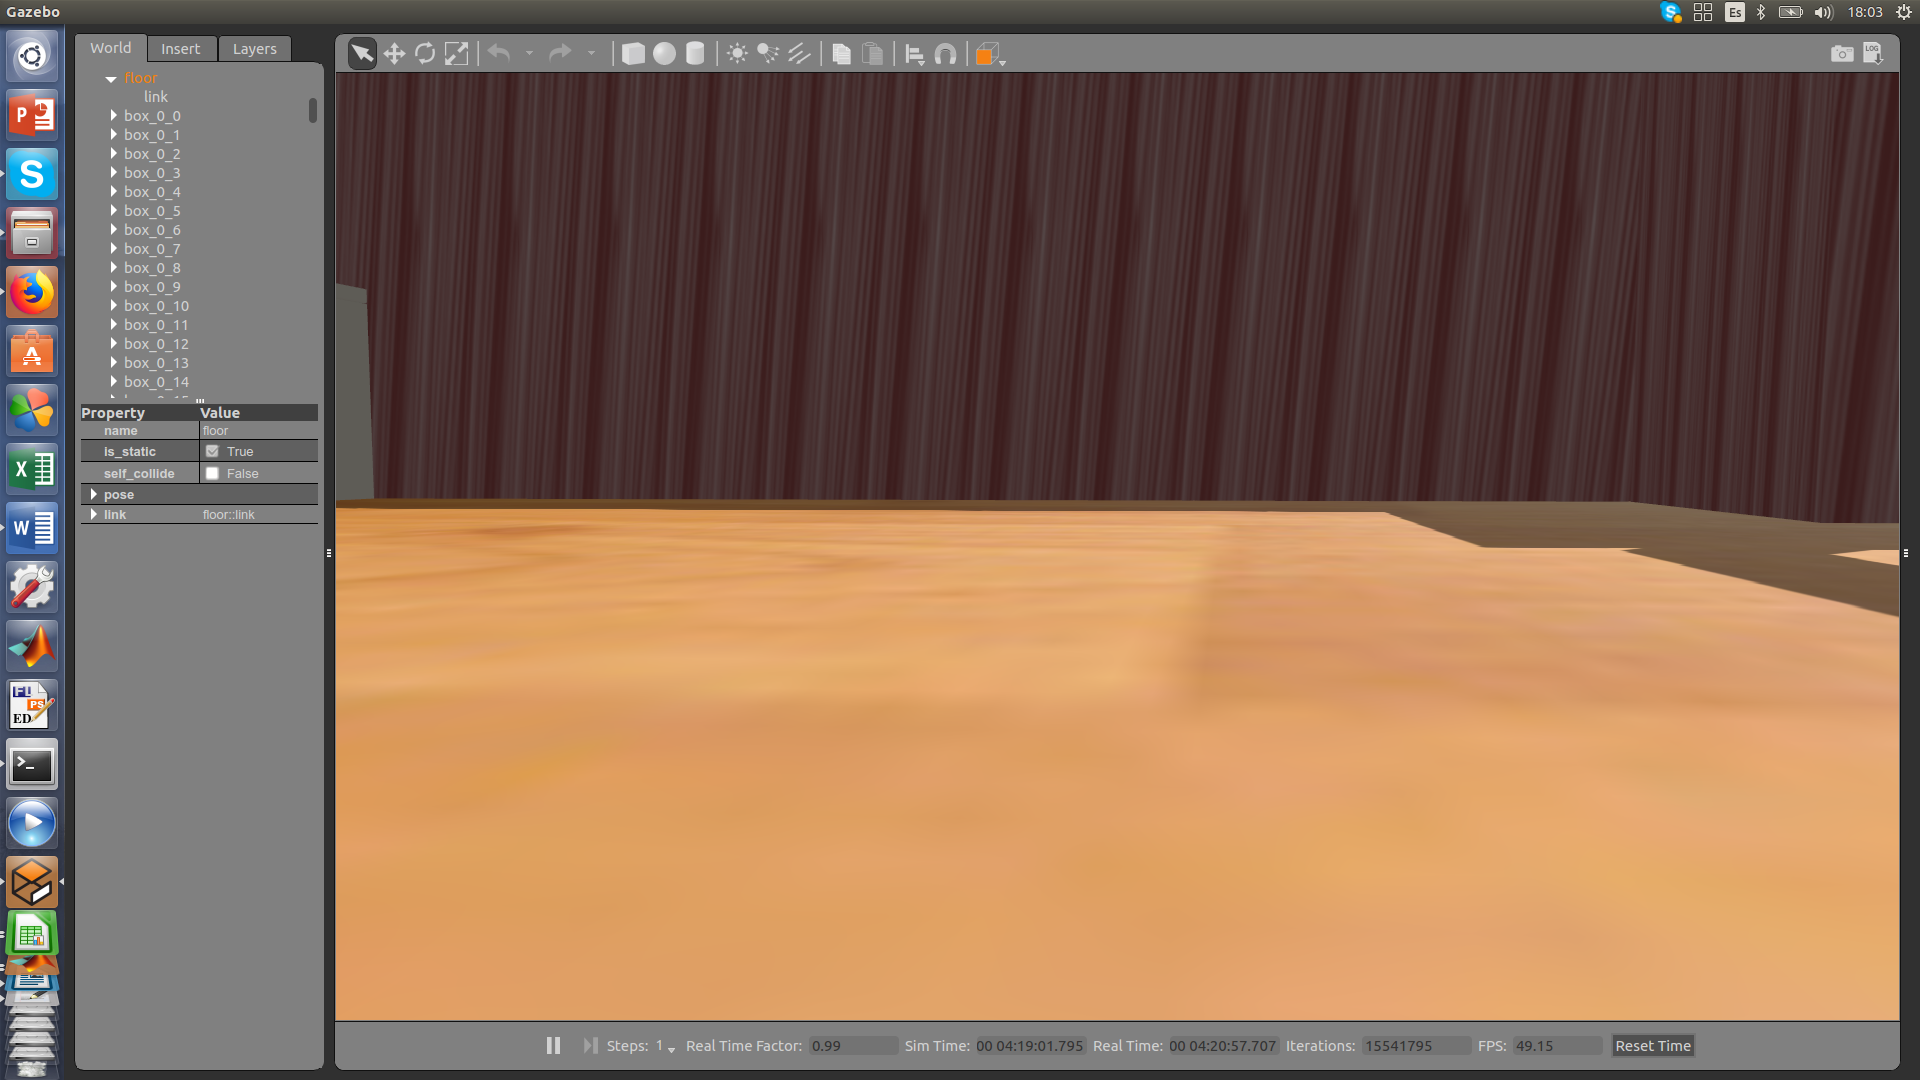 Gazebo
Es
18:03
World
Insert
Layers
LOG
floor
link
box_0_0
box_0_1
box_0_2
box_0_3
box_0_4
box_0_5
box_0_6
box_0_7
box_0_8
box_0_9
box_0_10
box_0_11
box_0_12
box_0_13
box_0_14
Property Value
name floor
is_static True
self_collide False
pose
link floor::link
Steps: 1 Real Time Factor: 0.99 Sim Time: 00 04:19:01.795 Real Time: 00 04:20:57.707 Iterations: 15541795 FPS: 49.15 Reset Time